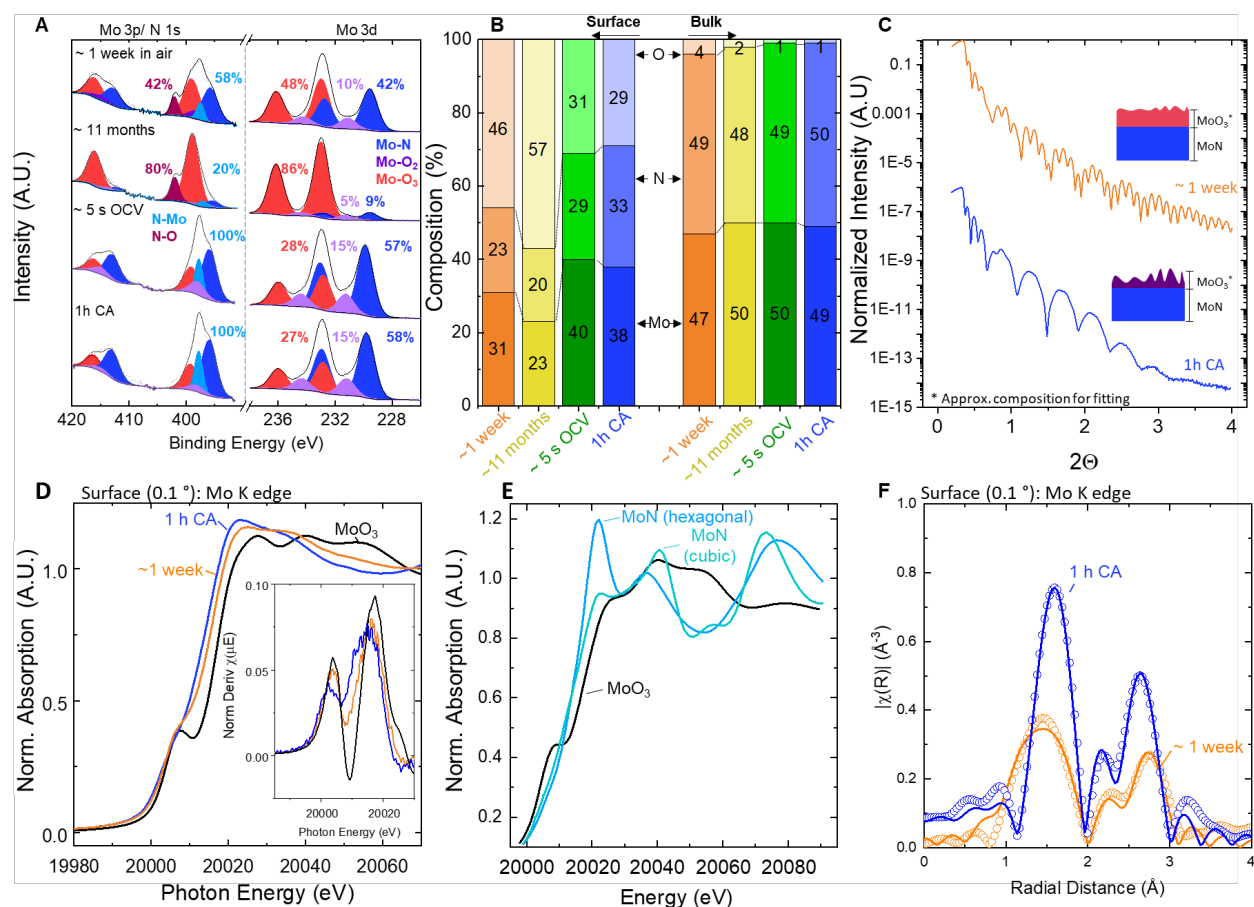 A
Mo 3p/ N 1s
Mo 3d
~ 1 week in air
42%
58%
48%
10%
42%
~ 11 months
80%
20%
86%
5%
9%
Mo-N
Mo-O2
Mo-O3
~ 5 s OCV
N-Mo
N-O
100%
28%
15%
57%
1h CA
100%
27%
15%
58%
Intensity (A.U.)
420
410
400
236
230
226
Binding Energy (eV)
B
Surface
Bulk
Composition (%)
100
80
60
40
20
0
46
23
31
57
20
23
31
29
40
29
33
38
O
N
Mo
4
49
47
2
48
50
1
49
50
1
50
49
~1 week
~11 months
~ 5 s OCV
1h CA
~1 week
~11 months
~ 5 s OCV
1h CA
C
Normalized Intensity (A.U)
0.1
0.001
1E-5
1E-7
1E-9
1E-11
1E-13
1E-15
MoO3*
MoN
~ 1 week
MoO3*
MoN
1h CA
* Approx. composition for fitting
0
1
2
3
4
2Θ
D
Surface (0.1 °): Mo K edge
1 h CA
MoO3
~1 week
Norm. Absorption (A.U.)
1.0
0.5
0.0
Norm Deriv χ(μE)
0.10
0.05
0.00
20000
20020
Photon Energy (eV)
19980
20000
20020
20040
20060
Photon Energy (eV)
E
MoN (hexagonal)
MoN
(cubic)
MoO3
Norm. Absorption (A.U.)
1.2
1.0
0.8
0.6
0.4
0.2
20000
20020
20040
20060
20080
Energy (eV)
F
Surface (0.1 °): Mo K edge
1 h CA
~ 1 week
|χ(R)| (Å-3)
1.0
0.8
0.6
0.4
0.2
0.0
0
1
2
3
4
Radial Distance (Å)